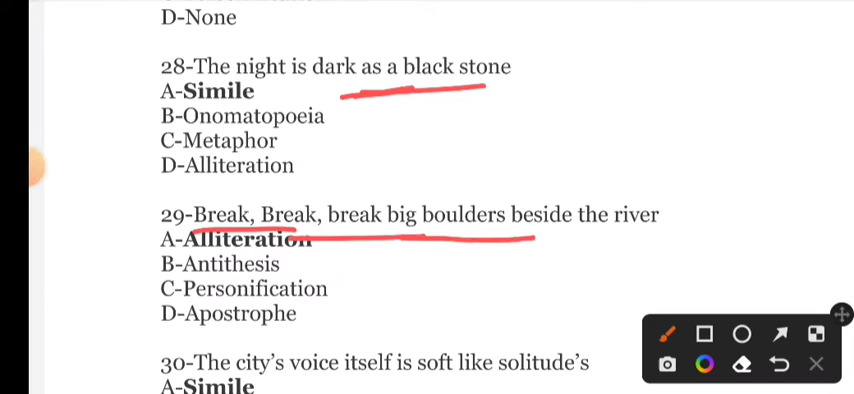 D-None
28-The night is dark as a black stone
A-Simile
B-Onomatopoeia
C-Metaphor
D-Alliteration
29-Break, Break, break big boulders beside the river
A-Alliteration
B-Antithesis
C-Personification
D-Apostrophe
30-The city’s voice itself is soft like solitude’s
A-Simile